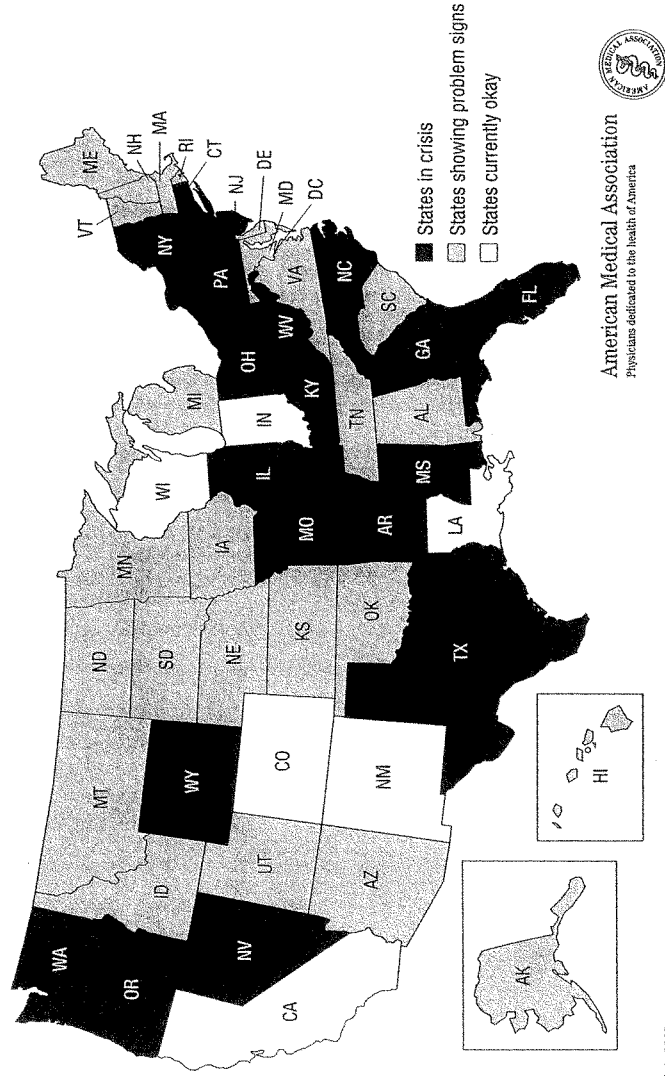 WA
OR
CA
NV
ID
MT
WY
UT
AZ
CO
NM
ND
SD
NE
KS
OK
TX
MN
IA
MO
AR
LA
WI
IL
MS
MI
IN
KY
TN
AL
OH
WV
GA
FL
SC
NC
VA
PA
NY
VT
ME
NH
MA
RI
CT
NJ
DE
MD
DC
AK
HI
States in crisis
States showing problem signs
States currently okay
American Medical Association
Physicians dedicated to the health of America
AMERICAN MEDICAL ASSOCIATION